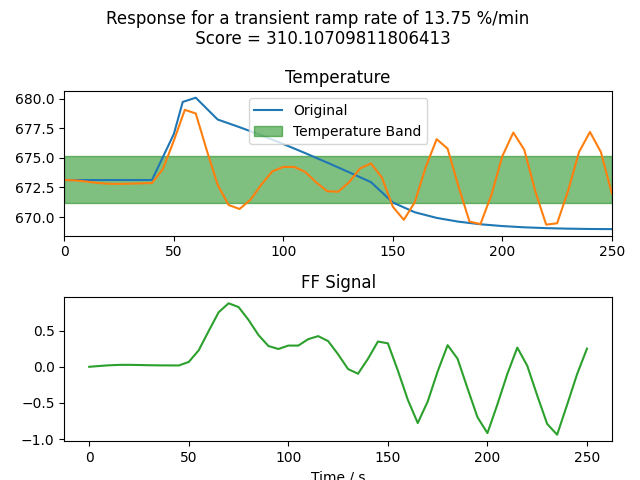 Response for a transient ramp rate of 13.75 %/min
Score = 310.10709811806413
Temperature
680.0
677.5
675.0
672.5
670.0
Original
Temperature Band
0 50 100 150 200 250
FF Signal
0.5
0.0
−0.5
−1.0
0 50 100 150 200 250
Time / s